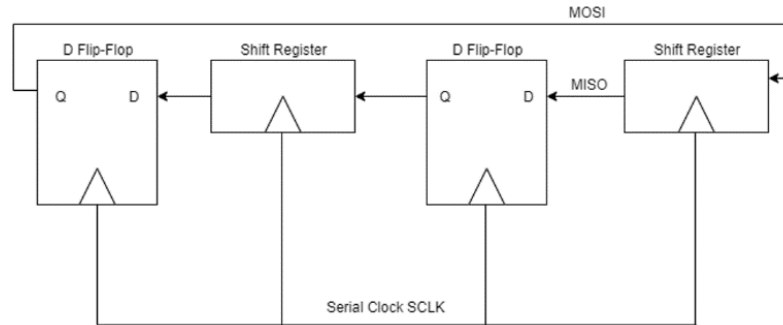 MOSI
D Flip-Flop
Shift Register
D Flip-Flop
Shift Register
Q
D
Q
D
MISO
Serial Clock SCLK